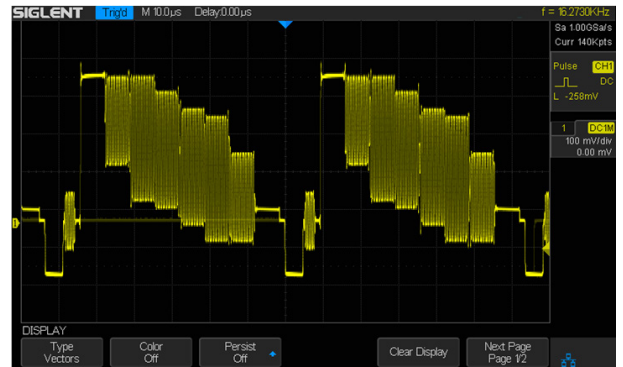 SIGLENT Trig'd M 10.0µs Delay:0.00µs f = 16.2730KHz
Sa 1.00GSa/s
Curr 140Kpts
Pulse CH1
DC
L -258mV
1 DC1M
100 mV/div
0.00 mV
DISPLAY
Type
Vectors
Color
Off
Persist
Off
Clear Display
Next Page
Page 1/2